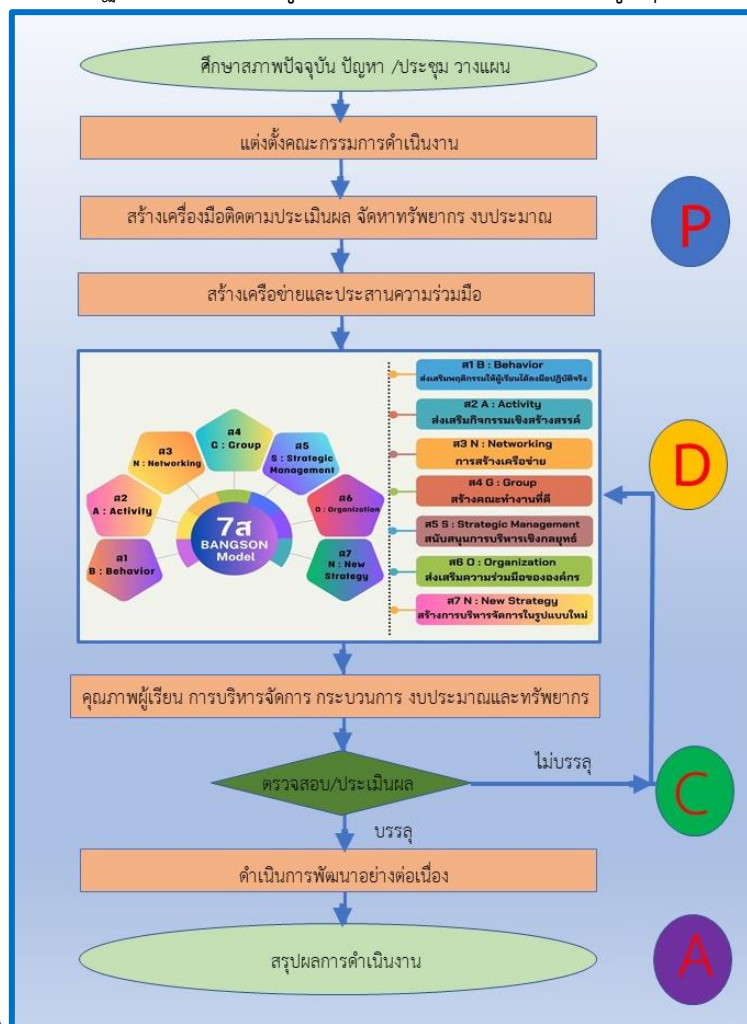 ศึกษาสภาพปัจจุบัน ปัญหา /ประชุม วางแผน
แต่งตั้งคณะกรรมการดำเนินงาน
สร้างเครื่องมือติดตามประเมินผล จัดหาทรัพยากร งบประมาณ
P
สร้างเครือข่ายและประสานความร่วมมือ
ส1
B : Behavior
ส2
A : Activity
ส3
N : Networking
ส4
G : Group
ส5
S : Strategic
Management
ส6
O : Organization
ส7
N : New
Strategy
7ส
BANGSON
Model
ส1 B : Behavior
ส่งเสริมพฤติกรรมให้ผู้เรียนได้ลงมือปฏิบัติจริง
ส2 A : Activity
ส่งเสริมกิจกรรมเชิงสร้างสรรค์
ส3 N : Networking
การสร้างเครือข่าย
ส4 G : Group
สร้างคณะทำงานที่ดี
ส5 S : Strategic Management
สนับสนุนการบริหารเชิงกลยุทธ์
ส6 O : Organization
ส่งเสริมความร่วมมือขององค์กร
ส7 N : New Strategy
สร้างการบริหารจัดการในรูปแบบใหม่
D
คุณภาพผู้เรียน การบริหารจัดการ กระบวนการ งบประมาณและทรัพยากร
ตรวจสอบ/ประเมินผล
ไม่บรรลุ
C
บรรลุ
ดำเนินการพัฒนาอย่างต่อเนื่อง
สรุปผลการดำเนินงาน
A